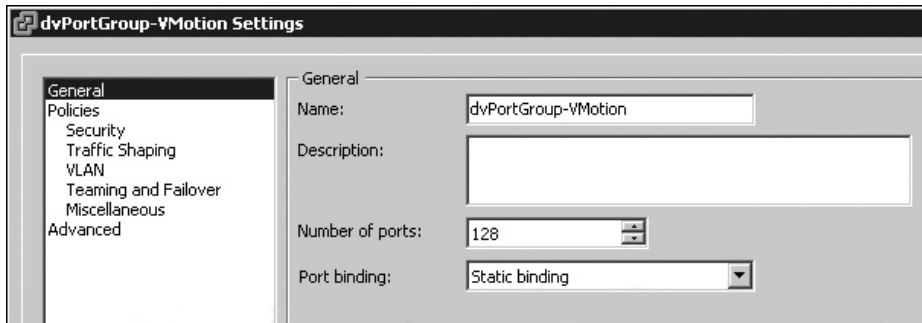 dvPortGroup-VMotion Settings
General
Policies
Security
Traffic Shaping
VLAN
Teaming and Failover
Miscellaneous
Advanced
General
Name:
dvPortGroup-VMotion
Description:
Number of ports:
128
Port binding:
Static binding